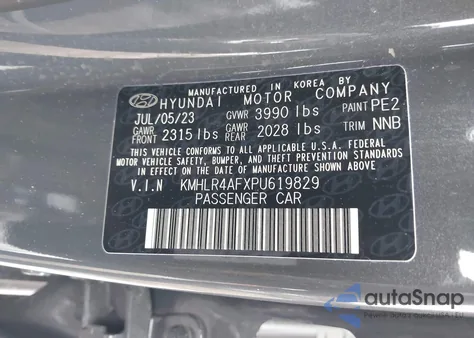 MANUFACTURED IN KOREA BY
HYUNDAI MOTOR COMPANY
JUL/05/23 GVWR 3990 lbs PAINT PE2
GAWR FRONT 2315 lbs GAWR REAR 2028 lbs TRIM NNB
THIS VEHICLE CONFORMS TO ALL APPLICABLE U.S.A. FEDERAL
MOTOR VEHICLE SAFETY, BUMPER, AND THEFT PREVENTION STANDARDS
IN EFFECT ON THE DATE OF MANUFACTURE SHOWN ABOVE.
V.I.N KMHLR4AFXPU619829
PASSENGER CAR
autoSnap